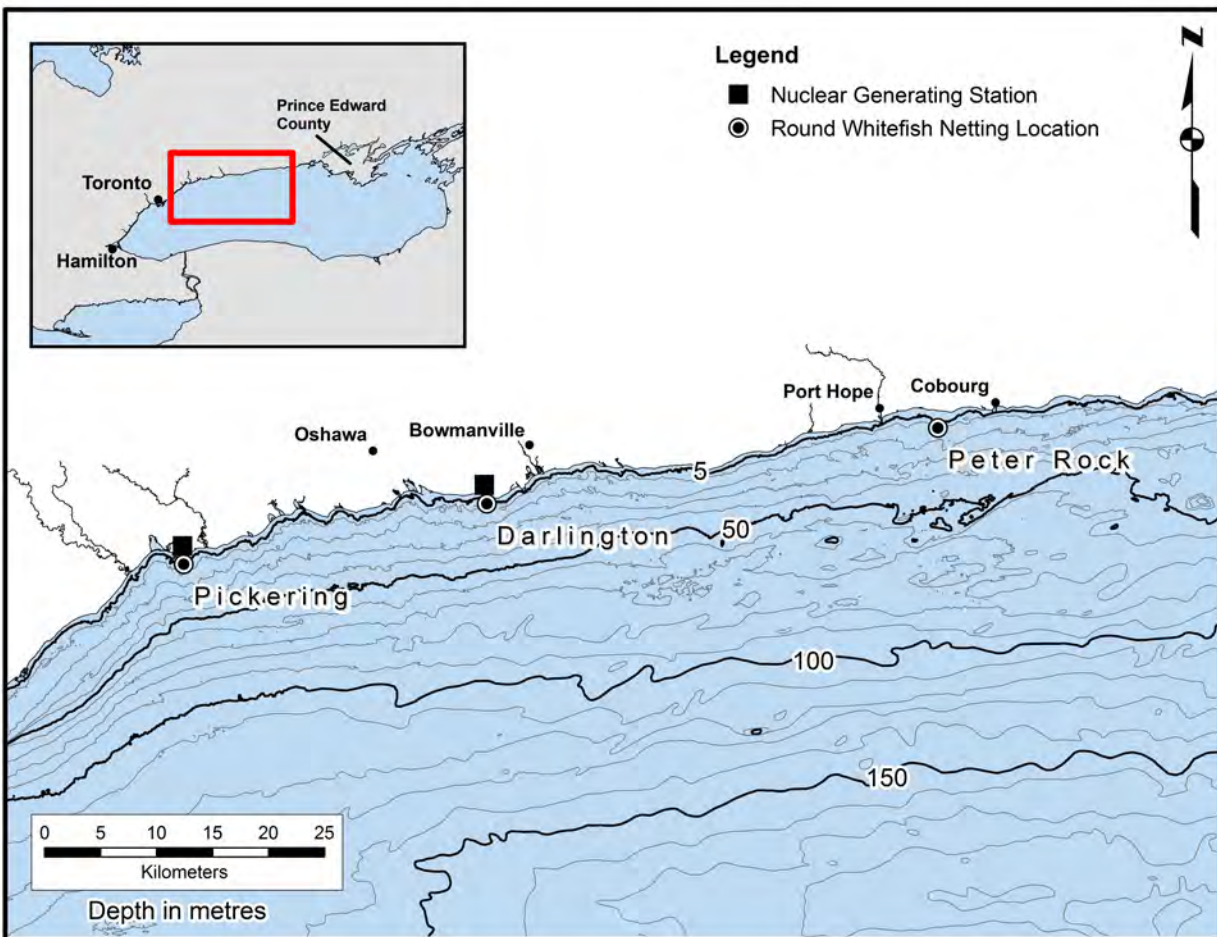 Prince Edward
County
Toronto
Hamilton
Legend
Nuclear Generating Station
Round Whitefish Netting Location
N
Port Hope
Cobourg
Oshawa
Bowmanville
5
Peter Rock
Darlington
50
Pickering
100
150
0 5 10 15 20 25
Kilometers
Depth in metres